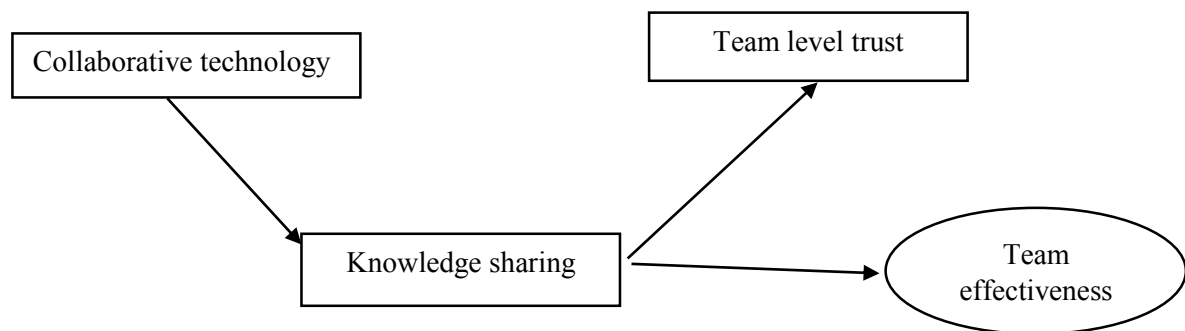 Team level trust
Collaborative technology
Knowledge sharing
Team
effectiveness